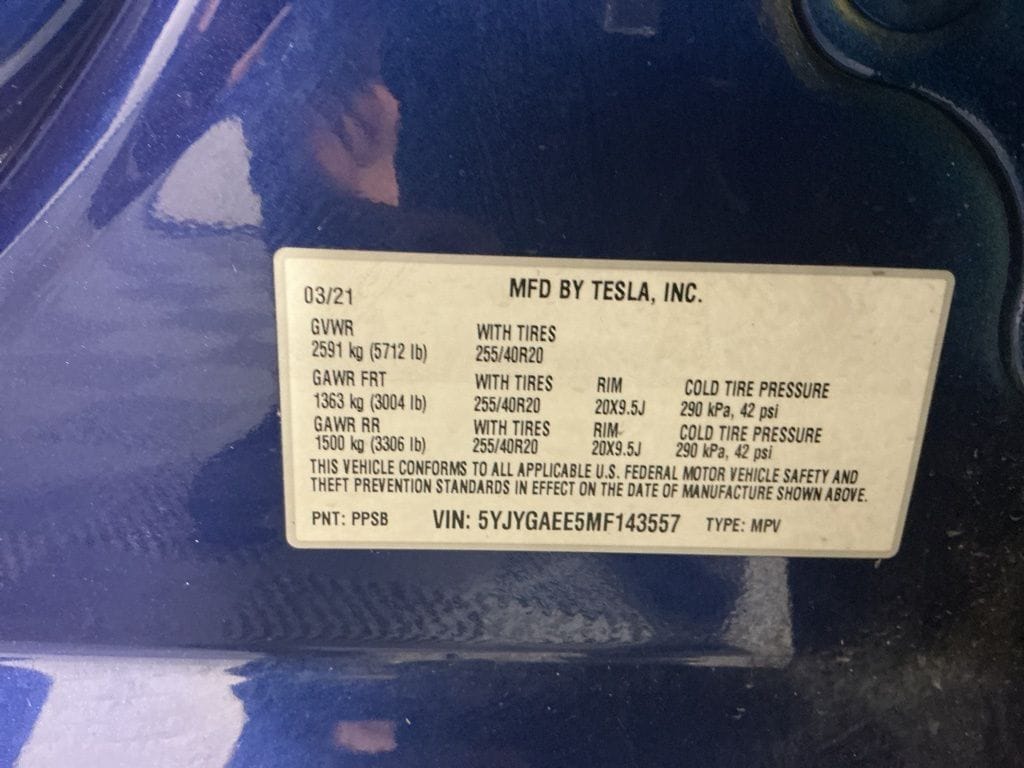 03/21 MFD BY TESLA, INC.
GVWR WITH TIRES
2591 kg (5712 lb) 255/40R20
GAWR FRT WITH TIRES RIM COLD TIRE PRESSURE
1363 kg (3004 lb) 255/40R20 20X9.5J 290 kPa, 42 psi
GAWR RR WITH TIRES RIM COLD TIRE PRESSURE
1500 kg (3306 lb) 255/40R20 20X9.5J 290 kPa, 42 psi
THIS VEHICLE CONFORMS TO ALL APPLICABLE U.S. FEDERAL MOTOR VEHICLE SAFETY AND
THEFT PREVENTION STANDARDS IN EFFECT ON THE DATE OF MANUFACTURE SHOWN ABOVE.
PNT: PPSB VIN: 5YJYGAEE5MF143557 TYPE: MPV